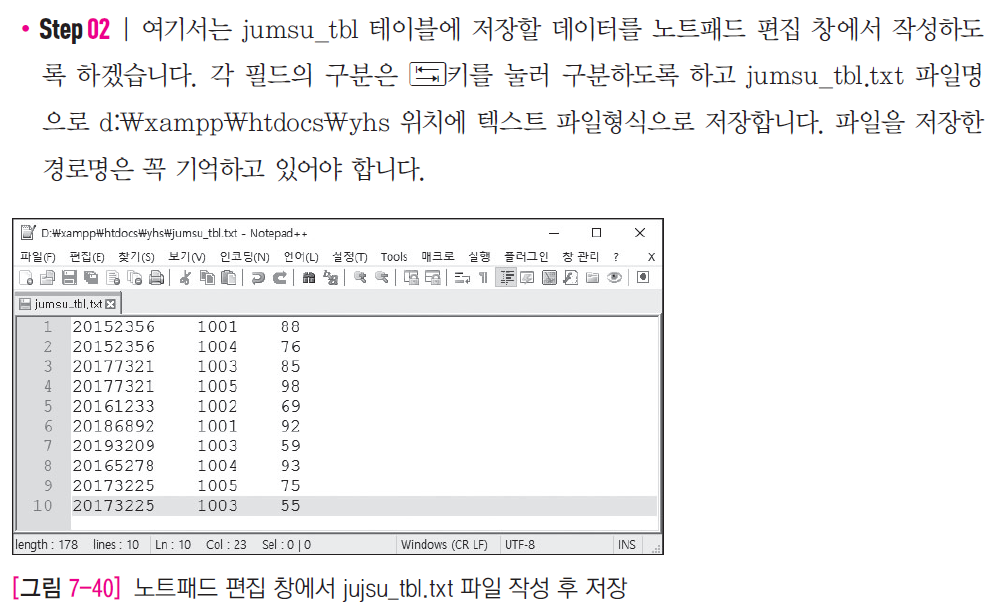 • Step 02 | 여기서는 jumsu_tbl 테이블에 저장할 데이터를 노트패드 편집 창에서 작성하도
록 하겠습니다. 각 필드의 구분은 키를 눌러 구분하도록 하고 jumsu_tbl.txt 파일명
으로 d:₩xampp₩htdocs₩yhs 위치에 텍스트 파일형식으로 저장합니다. 파일을 저장한
경로명은 꼭 기억하고 있어야 합니다.
D:₩xampp₩htdocs₩yhs₩jumsu_tbl.txt - Notepad++
파일(F) 편집(E) 찾기(S) 보기(V) 인코딩(N) 언어(L) 설정(T) Tools 매크로 실행 플러그인 창 관리 ? X
jumsu_tbl.txt
1 20152356 1001 88
2 20152356 1004 76
3 20177321 1003 85
4 20177321 1005 98
5 20161233 1002 69
6 20186892 1001 92
7 20193209 1003 59
8 20165278 1004 93
9 20173225 1005 75
10 20173225 1003 55
length : 178 lines : 10 Ln : 10 Col : 23 Sel : 0 | 0 Windows (CR LF) UTF-8 INS
[그림 7-40] 노트패드 편집 창에서 jujsu_tbl.txt 파일 작성 후 저장